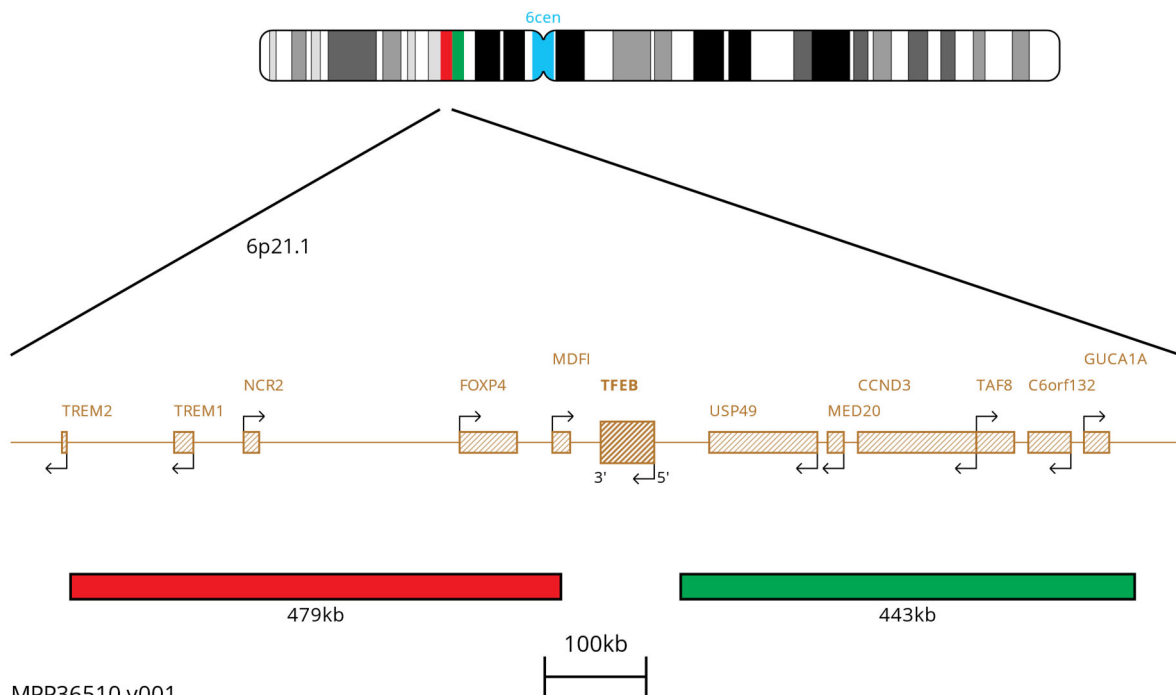 6cen
6p21.1
MDFI
GUCA1A
NCR2
FOXP4
TFEB
CCND3
TAF8
C6orf132
TREM2
TREM1
USP49
MED20
3'
5'
479kb
443kb
100kb
MPP36510 v001